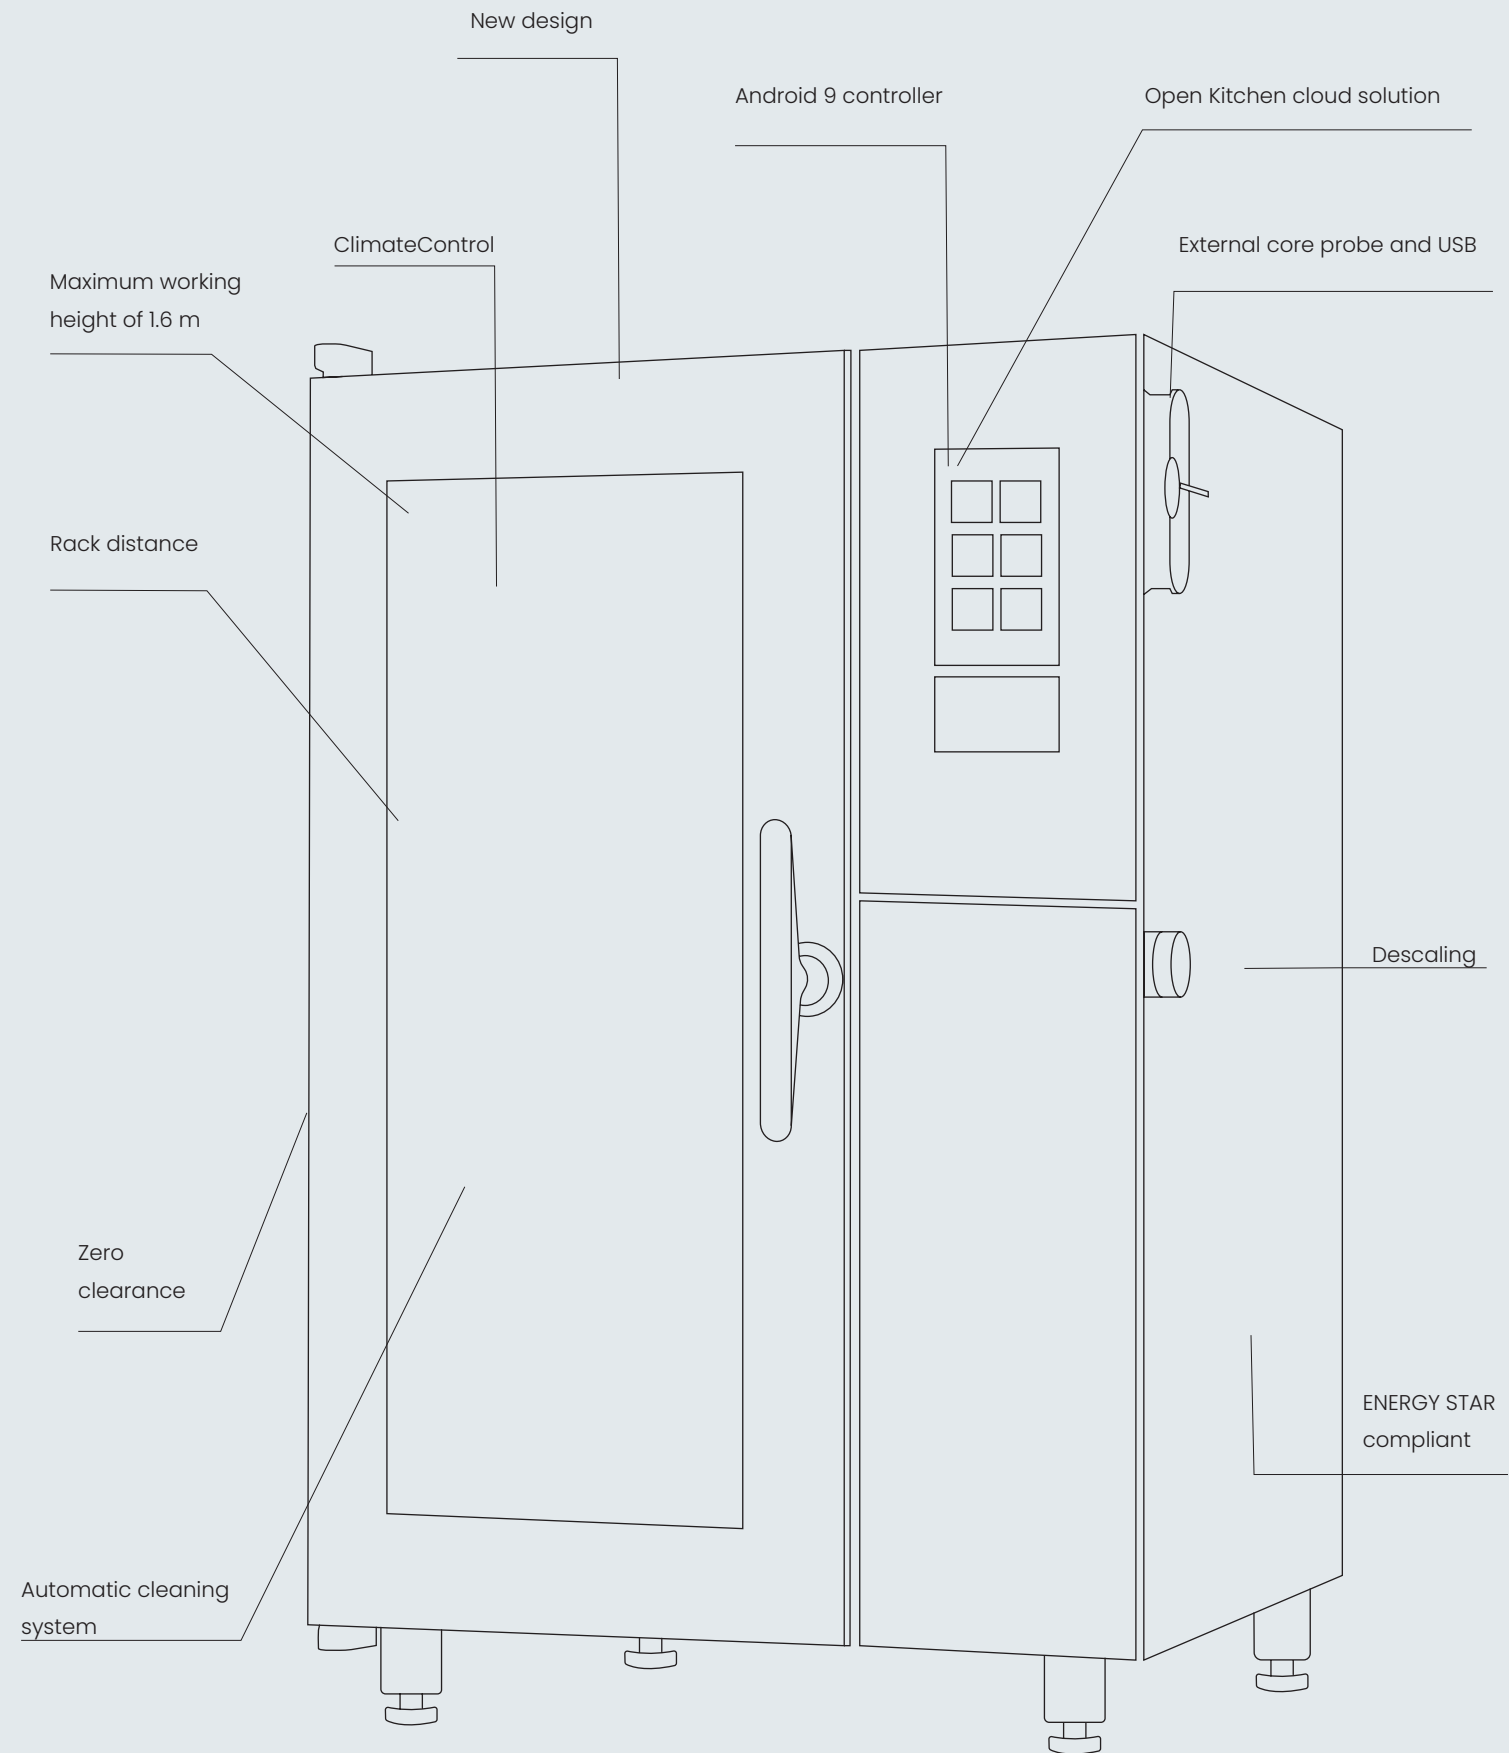 New design
Android 9 controller
Open Kitchen cloud solution
ClimateControl
External core probe and USB
Maximum working
height of 1.6 m
Rack distance
Descaling
Zero
clearance
ENERGY STAR
compliant
Automatic cleaning
system